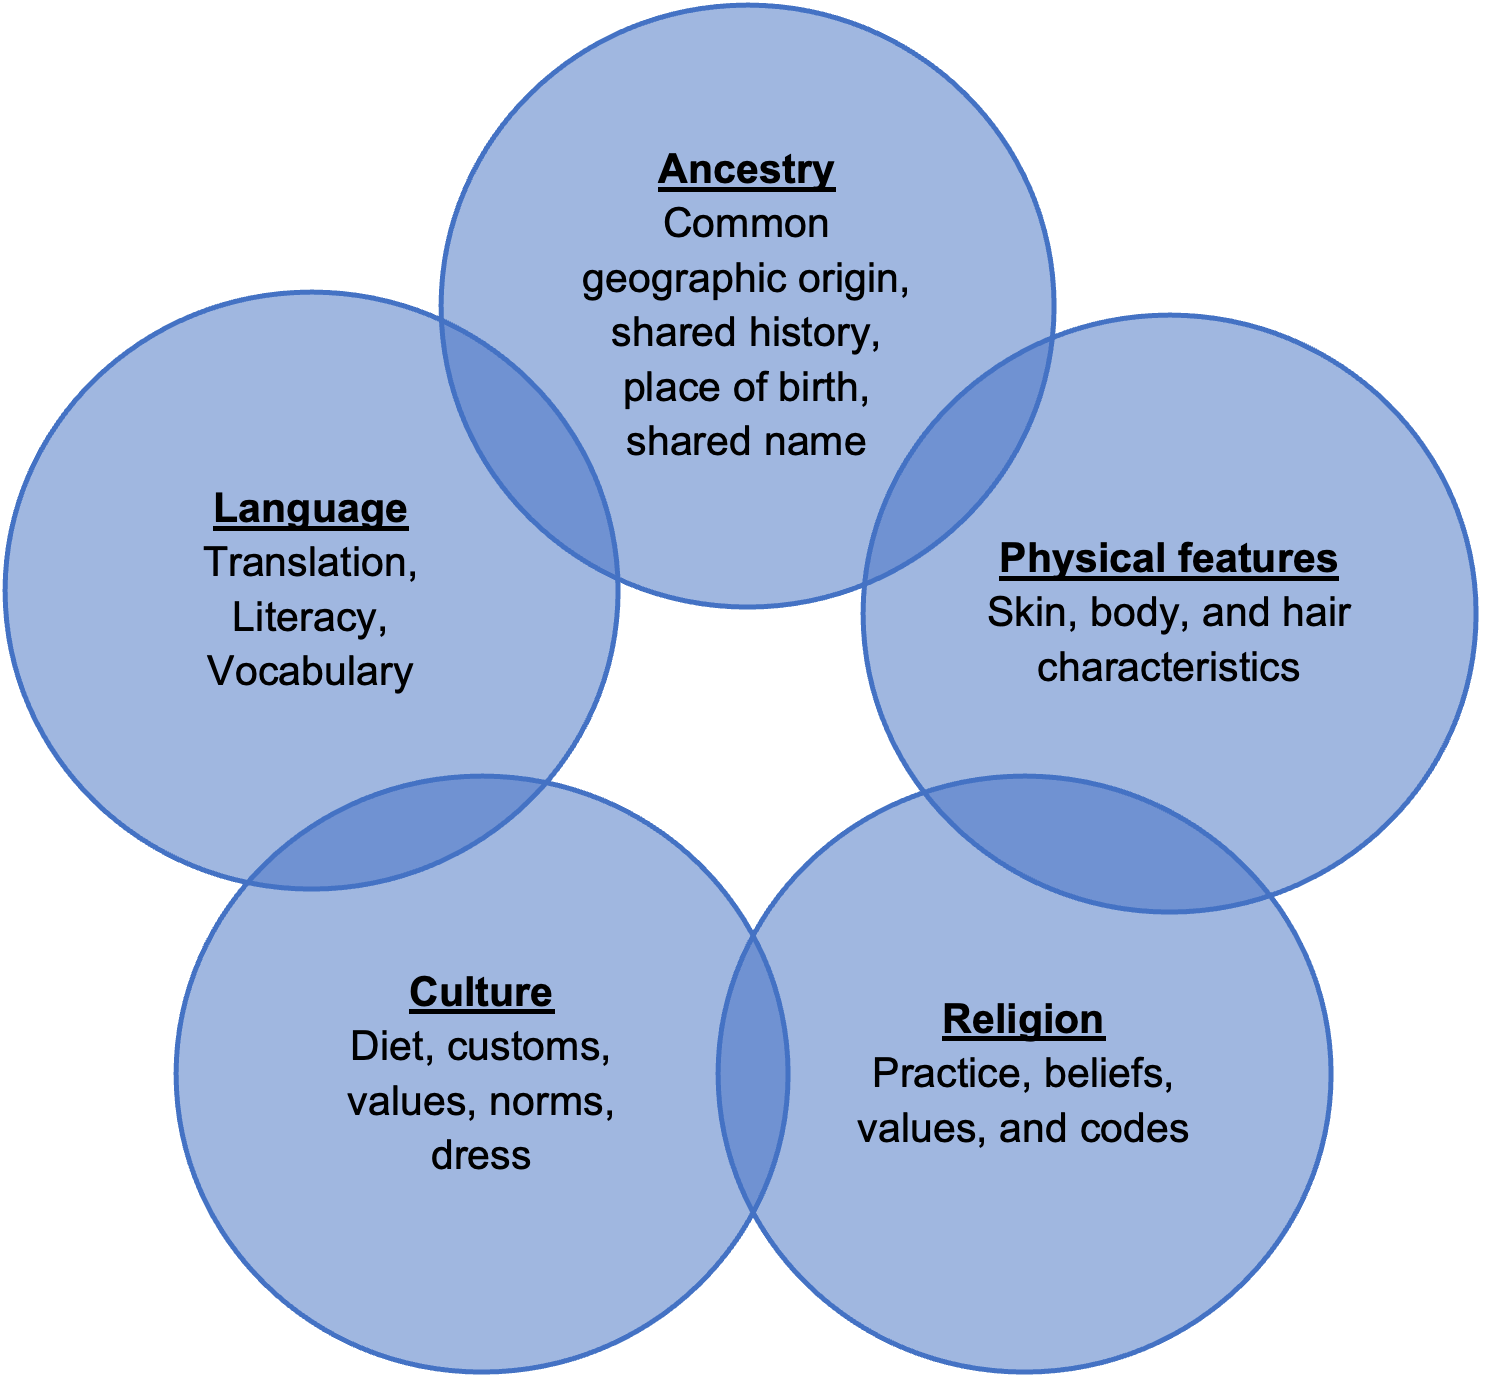 Ancestry
Common
geographic origin,
shared history,
place of birth,
shared name
Language
Translation,
Literacy,
Vocabulary
Physical features
Skin, body, and hair
characteristics
Culture
Diet, customs,
values, norms,
dress
Religion
Practice, beliefs,
values, and codes